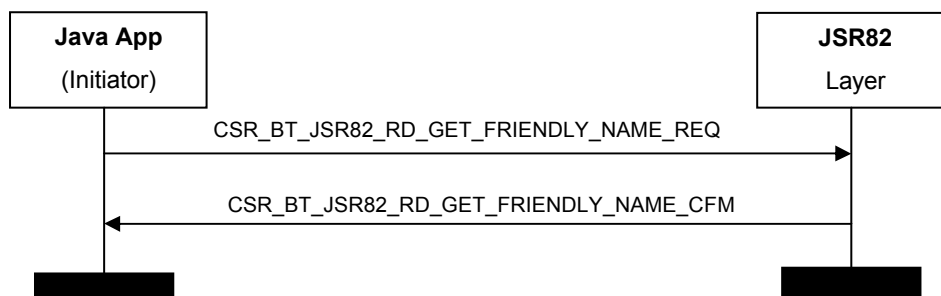 Java App
(Initiator)
JSR82
Layer
CSR_BT_JSR82_RD_GET_FRIENDLY_NAME_REQ
CSR_BT_JSR82_RD_GET_FRIENDLY_NAME_CFM